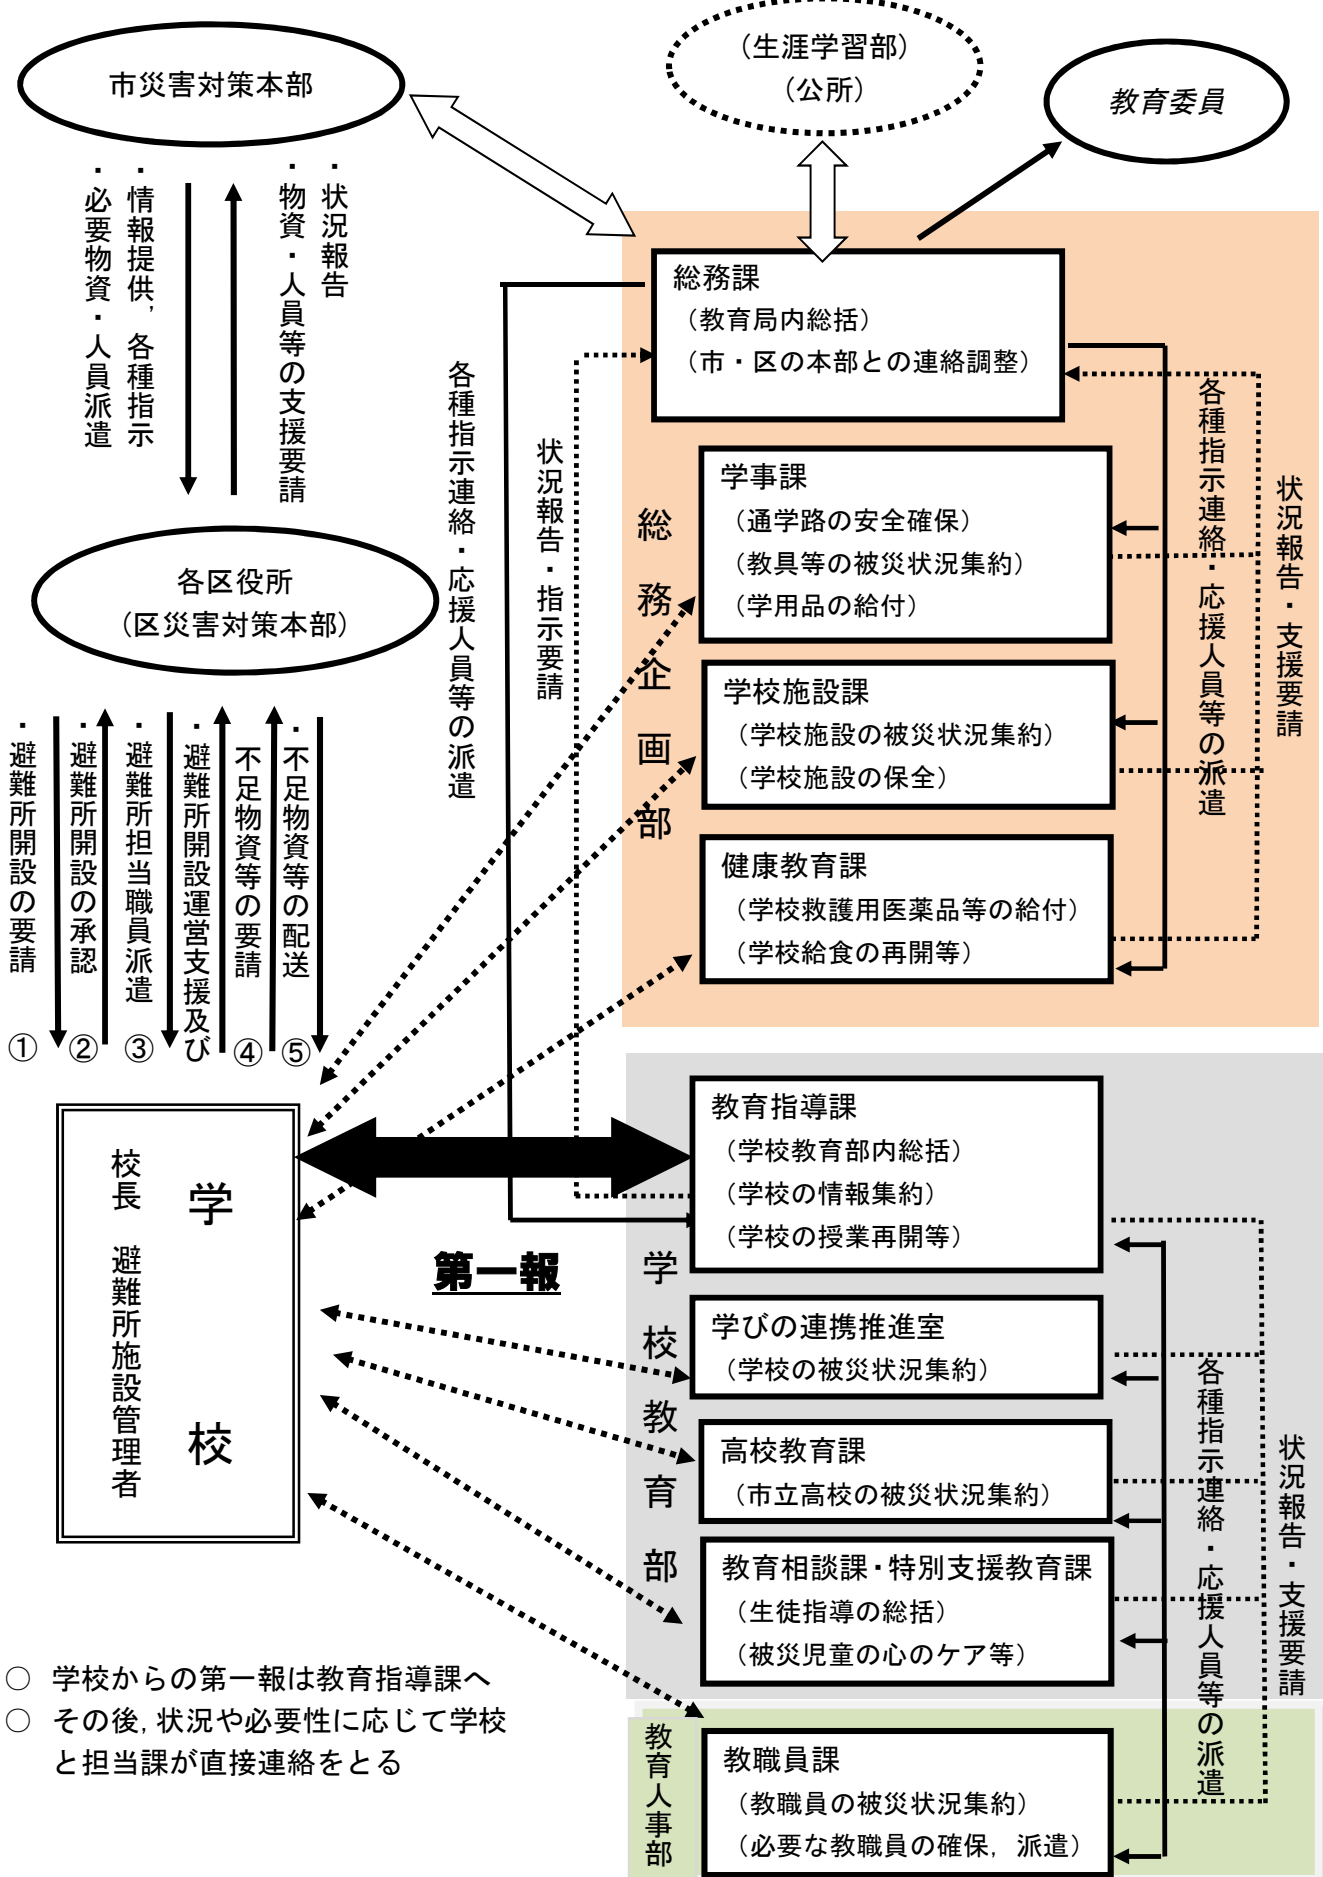 市災害対策本部
（生涯学習部）
（公所）
教育委員
・状況報告
・物資・人員等の支援要請
・情報提供，各種指示
・必要物資・人員派遣
各区役所
（区災害対策本部）
・避難所開設の要請
①
・避難所開設の承認
②
・避難所担当職員派遣
③
・避難所開設運営支援及び
不足物資等の要請
④
・不足物資等の配送
⑤
各種指示連絡・応援人員等の派遣
状況報告・指示要請
総務企画部
総務課
（教育局内総括）
（市・区の本部との連絡調整）
学事課
（通学路の安全確保）
（教具等の被災状況集約）
（学用品の給付）
学校施設課
（学校施設の被災状況集約）
（学校施設の保全）
健康教育課
（学校救護用医薬品等の給付）
（学校給食の再開等）
各種指示連絡・応援人員等の派遣
状況報告・支援要請
学校
校長　避難所施設管理者
第一報
学校教育部
教育指導課
（学校教育部内総括）
（学校の情報集約）
（学校の授業再開等）
学びの連携推進室
（学校の被災状況集約）
高校教育課
（市立高校の被災状況集約）
教育相談課・特別支援教育課
（生徒指導の総括）
（被災児童の心のケア等）
各種指示連絡・応援人員等の派遣
状況報告・支援要請
教育人事部
教職員課
（教職員の被災状況集約）
（必要な教職員の確保，派遣）
○　学校からの第一報は教育指導課へ
○　その後，状況や必要性に応じて学校
と担当課が直接連絡をとる